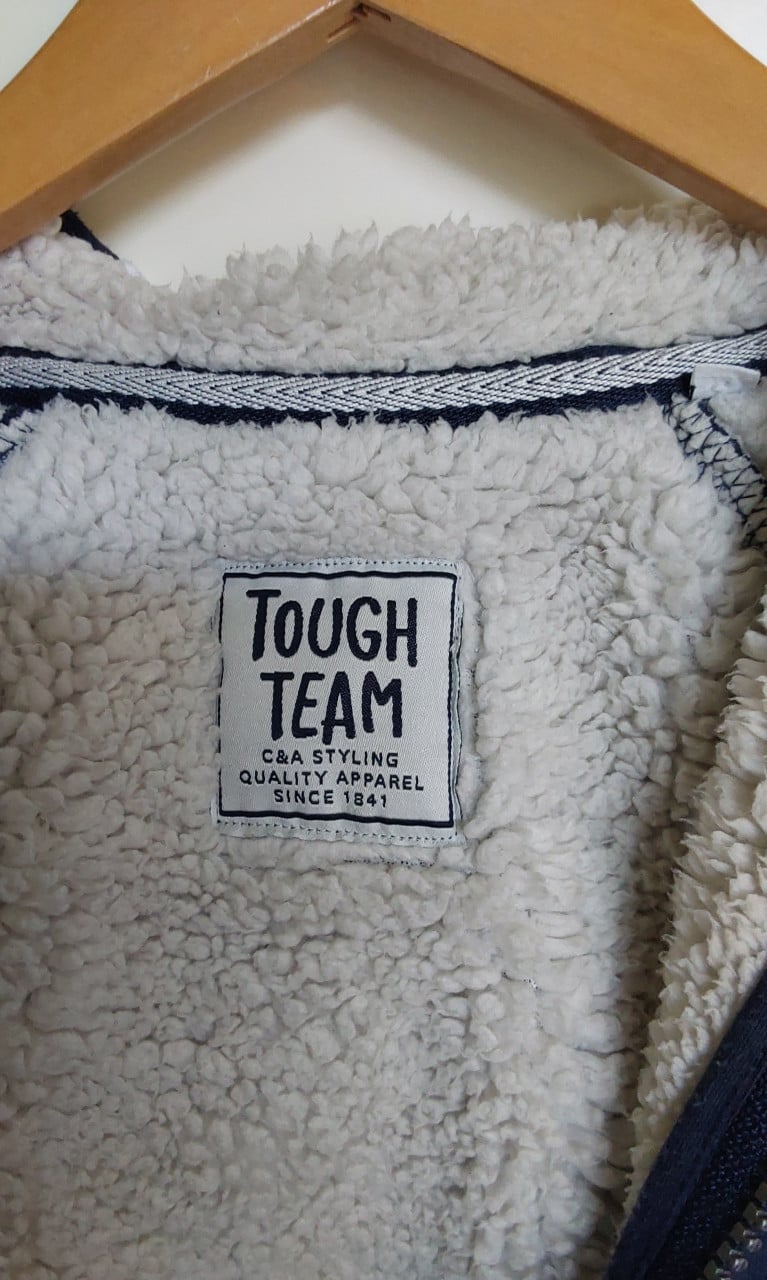 TOUGH
TEAM
C&A STYLING
QUALITY APPAREL
SINCE 1841